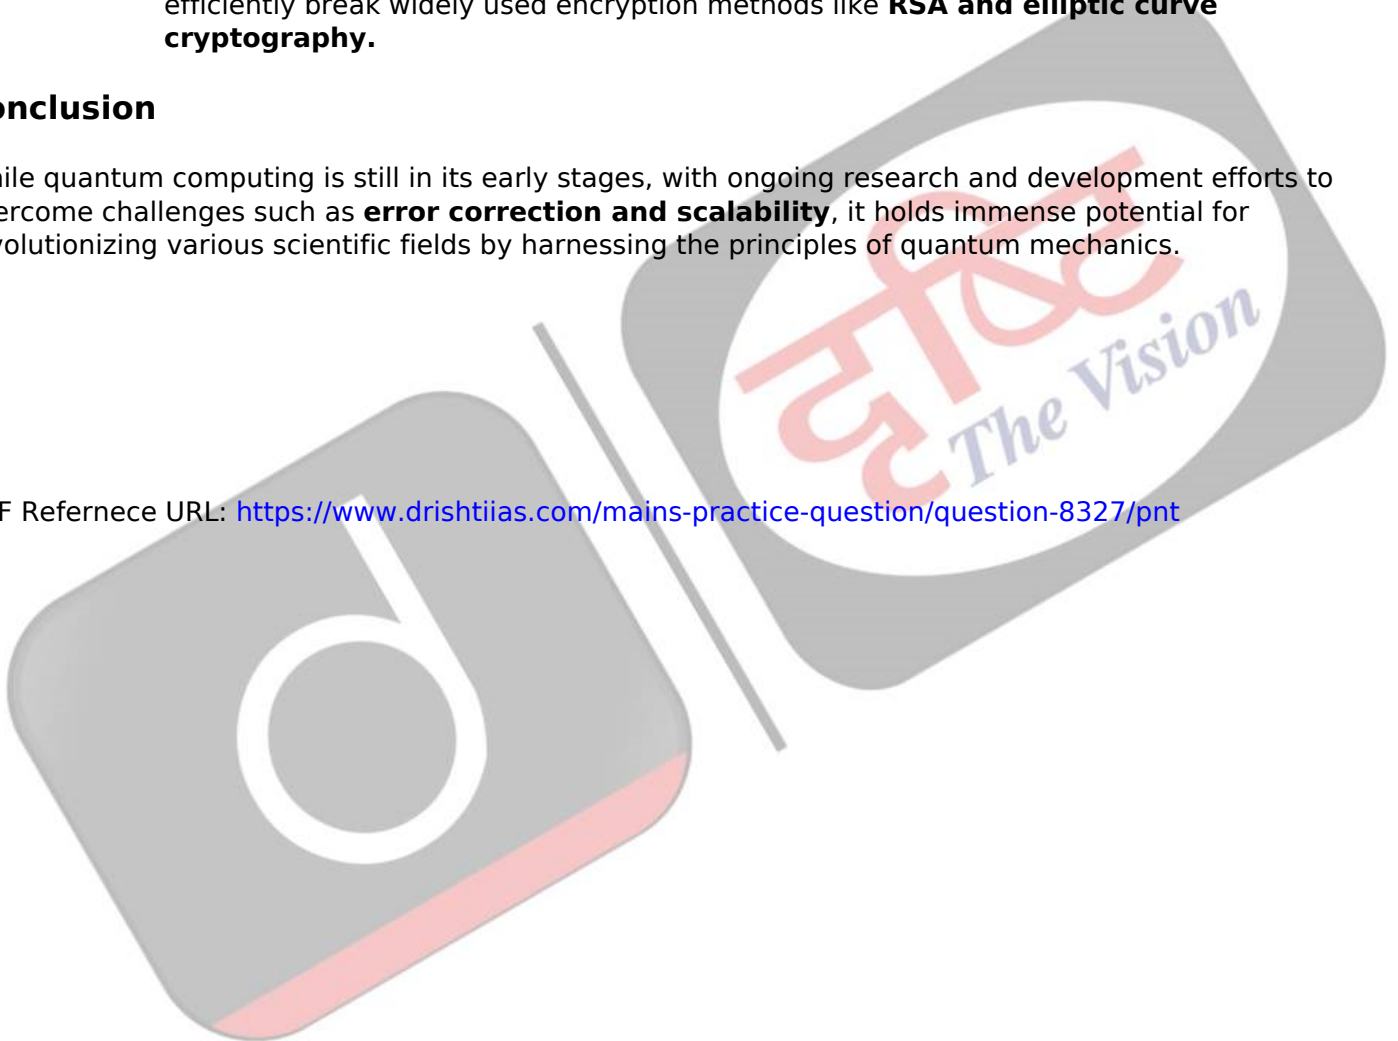 efficiently break widely used encryption methods like RSA and elliptic curve
cryptography.
onclusion
ile quantum computing is still in its early stages, with ongoing research and development efforts to
ercome challenges such as error correction and scalability, it holds immense potential for
volutionizing various scientific fields by harnessing the principles of quantum mechanics.
दृष्टि
The Vision
d
F Refernece URL: https://www.drishtiias.com/mains-practice-question/question-8327/pnt